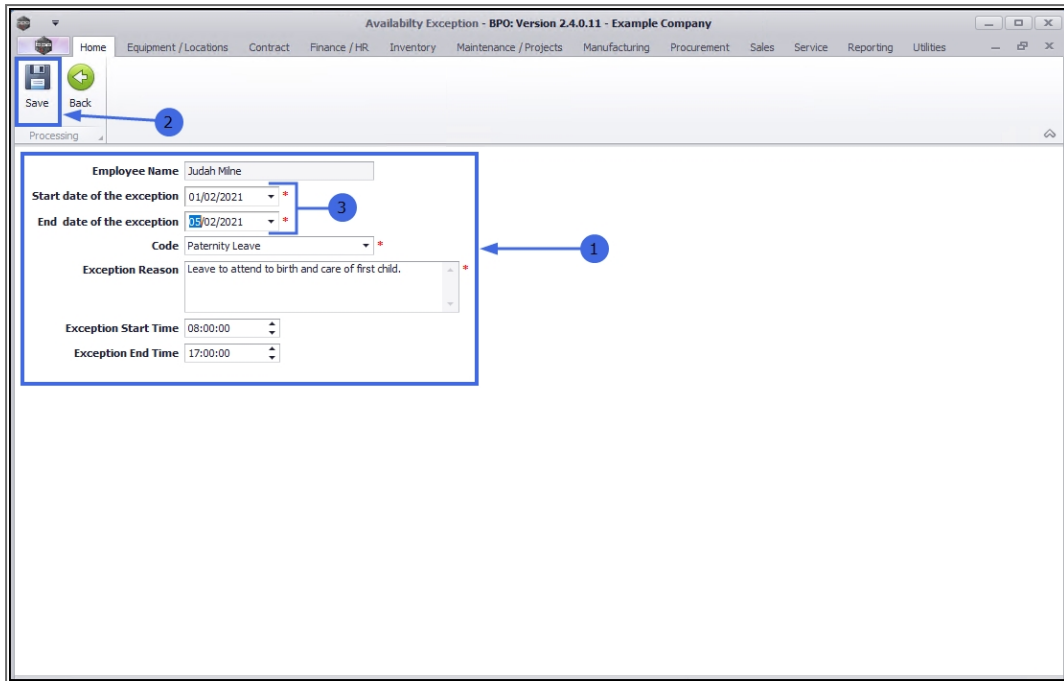 Availabilty Exception - BPO: Version 2.4.0.11 - Example Company
Home Equipment / Locations Contract Finance / HR Inventory Maintenance / Projects Manufacturing Procurement Sales Service Reporting Utilities
Save Back
2
Processing
Employee Name Judah Milne
Start date of the exception 01/02/2021 *
3
End date of the exception 05/02/2021 *
Code Paternity Leave *
1
Exception Reason Leave to attend to birth and care of first child. *
Exception Start Time 08:00:00
Exception End Time 17:00:00